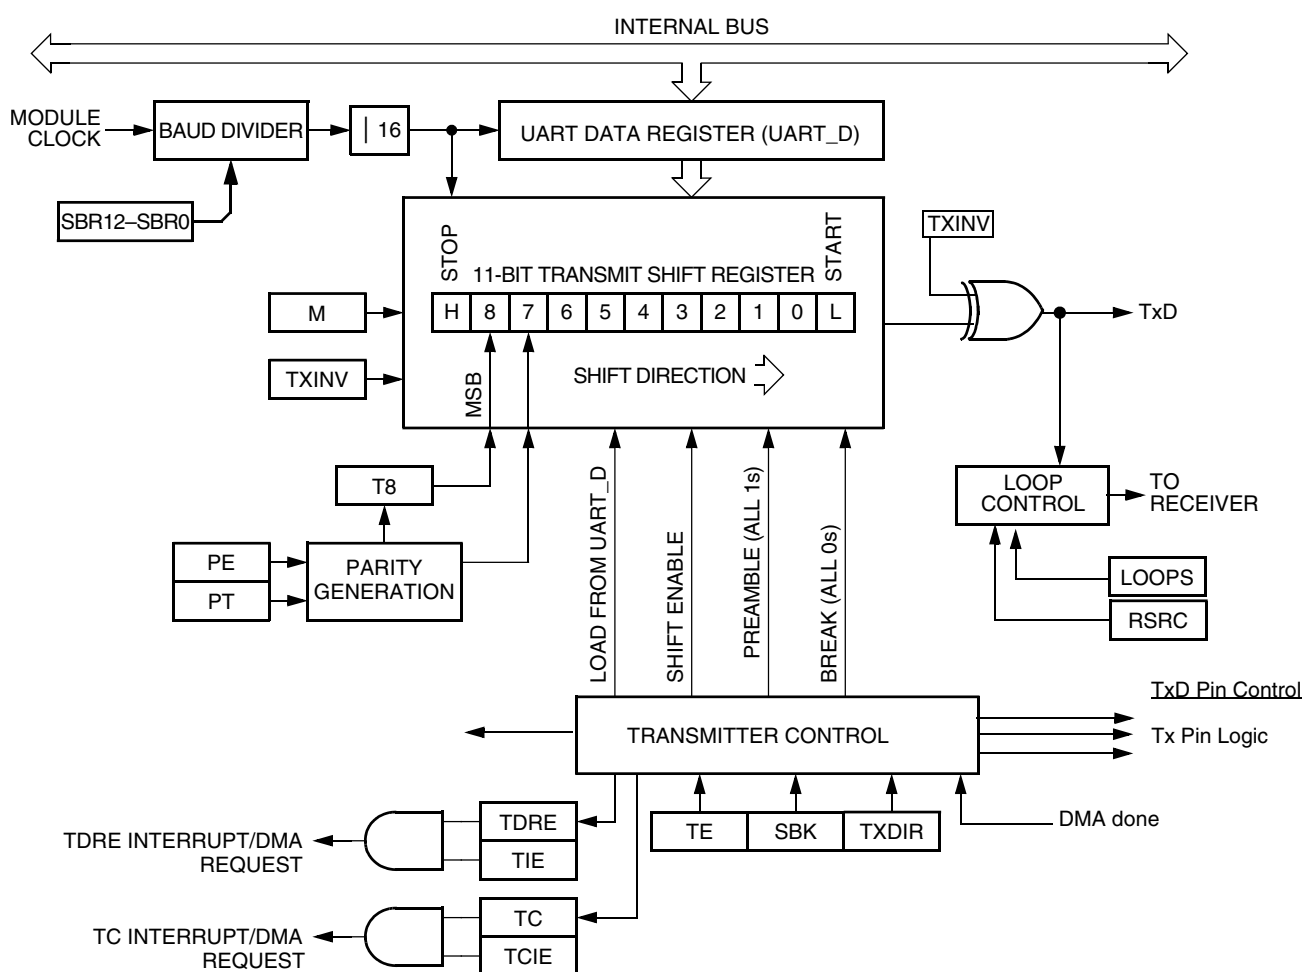 INTERNAL BUS
MODULE
CLOCK
BAUD DIVIDER
| 16
UART DATA REGISTER (UART_D)
SBR12–SBR0
STOP
11-BIT TRANSMIT SHIFT REGISTER
START
H 8 7 6 5 4 3 2 1 0 L
TXINV
TxD
M
TXINV
MSB
SHIFT DIRECTION
T8
LOOP
CONTROL
TO
RECEIVER
PE
PT
PARITY
GENERATION
LOAD FROM UART_D
SHIFT ENABLE
PREAMBLE (ALL 1s)
BREAK (ALL 0s)
LOOPS
RSRC
TRANSMITTER CONTROL
TxD Pin Control
Tx Pin Logic
TDRE
TIE
TE
SBK
TXDIR
DMA done
TDRE INTERRUPT/DMA
REQUEST
TC
TCIE
TC INTERRUPT/DMA
REQUEST